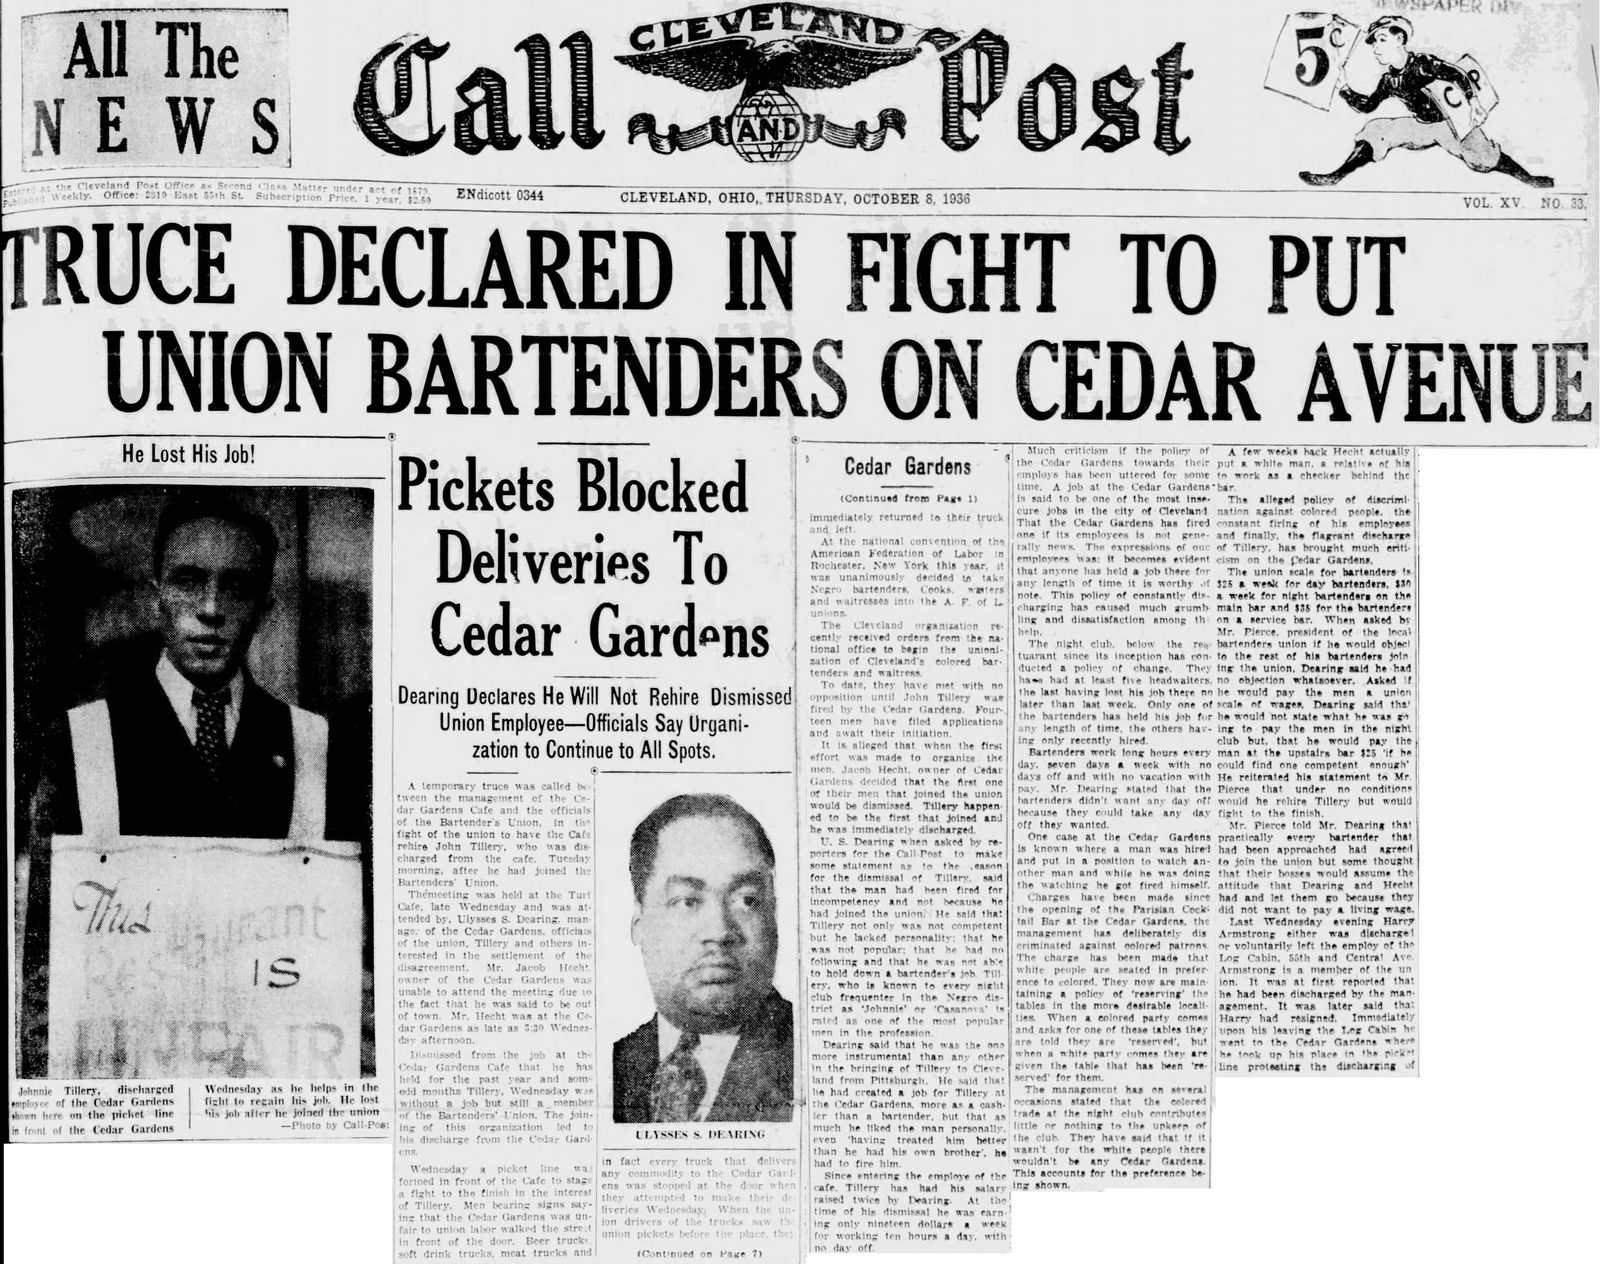 All The
NEWS
CLEVELAND
Call AND Post
5¢
C P
NEWSPAPER DIV
Entered at the Cleveland Post Office as Second Class Matter under act of 1879.
Published Weekly. Office: 2319 East 55th St. Subscription Price, 1 year, $2.50
ENdicott 0344
CLEVELAND, OHIO, THURSDAY, OCTOBER 8, 1936
VOL. XV. NO. 33.
TRUCE DECLARED IN FIGHT TO PUT
UNION BARTENDERS ON CEDAR AVENUE
He Lost His Job!
This
IS
UNFAIR
Johnnie Tillery, discharged
employee of the Cedar Gardens
shown here on the picket line
in front of the Cedar Gardens
Wednesday as he helps in the
fight to regain his job. He lost
his job after he joined the union
—Photo by Call-Post
Pickets Blocked
Deliveries To
Cedar Gardens
Dearing Declares He Will Not Rehire Dismissed
Union Employee—Officials Say Urgani-
zation to Continue to All Spots.
A temporary truce was called be-
tween the management of the Ce-
dar Gardens Cafe and the officials
of the Bartender's Union, in the
fight of the union to have the Cafe
rehire John Tillery, who was dis-
charged from the cafe, Tuesday
morning, after he had joined the
Bartenders' Union.
Themeeting was held at the Turf
Cafe, late Wednesday and was at-
tended by, Ulysses S. Dearing, man-
ager of the Cedar Gardens, officials
of the union, Tillery and others in-
terested in the settlement of the
disagreement. Mr. Jacob Hecht,
owner of the Cedar Gardens was
unable to attend the meeting due to
the fact that he was said to be out
of town. Mr. Hecht was at the Ce-
dar Gardens as late as 3:30 Wednes-
day afternoon.
Dismissed from the job at the
Cedar Gardens Cafe that he has
held for the past year and some
odd months Tillery, Wednesday was
without a job but still a member
of the Bartenders' Union. The join-
ing of this organization led to
his discharge from the Cedar Gard-
ens.
Wednesday a picket line was
formed in front of the Cafe to stage
a fight to the finish in the interest
of Tillery. Men bearing signs say-
ing that the Cedar Gardens was un-
fair to union labor walked the street
in front of the door. Beer trucks,
soft drink trucks, meat trucks and
ULYSSES S. DEARING
in fact every truck that delivers
any commodity to the Cedar Gard-
ens was stopped at the door when
they attempted to make their de-
liveries Wednesday. When the un-
ion drivers of the trucks saw the
union pickets before the place, they
(Continued on Page 7)
Cedar Gardens
(Continued from Page 1)
immediately returned to their truck
and left.
At the national convention of the
American Federation of Labor in
Rochester, New York this year, it
was unanimously decided to take
Negro bartenders, Cooks, waiters
and waitresses into the A. F. of L.
unions.
The Cleveland organization re-
cently received orders from the na-
tional office to begin the unioni-
zation of Cleveland's colored bar-
tenders and waitress.
To date, they have met with no
opposition until John Tillery was
fired by the Cedar Gardens. Four-
teen men have filed applications
and await their initiation.
It is alleged that when the first
effort was made to organize the
men, Jacob Hecht, owner of Cedar
Gardens decided that the first one
of their men that joined the union
would be dismissed. Tillery happen-
ed to be the first that joined and
he was immediately discharged.
U. S. Dearing when asked by re-
porters for the Call-Post to make
some statement as to the reason
for the dismissal of Tillery, said
that the man had been fired for
incompetency and not because he
had joined the union. He said that
Tillery not only was not competent
but he lacked personality; that he
was not popular; that he had no
following and that he was not able
to hold down a bartender's job. Till-
ery, who is known to every night
club frequenter in the Negro dis-
trict as 'Johnnie' or 'Casanova' is
rated as one of the most popular
men in the profession.
Dearing said that he was the one
more instrumental than any other
in the bringing of Tillery to Cleve-
land from Pittsburgh. He said that
he had created a job for Tillery at
the Cedar Gardens, more as a cash-
ier than a bartender, but that as
much he liked the man personally,
even 'having treated him better
than he had his own brother', he
had to fire him.
Since entering the employe of the
cafe, Tillery has had his salary
raised twice by Dearing. At the
time of his dismissal he was earn-
ing only nineteen dollars a week
for working ten hours a day, with
no day off.
Much criticism if the policy of
the Cedar Gardens towards their
employs has been uttered for some
time. A job at the Cedar Gardens
is said to be one of the most inse-
cure jobs in the city of Cleveland
That the Cedar Gardens has fired
one if its employees is not gene-
rally news. The expressions of one
employees was: it becomes evident
that anyone has held a job there for
any length of time it is worthy of
note. This policy of constantly dis-
charging has caused much grumb-
ling and dissatisfaction among th
help.
The night club, below the res-
tuarant since its inception has con-
ducted a policy of change. They
have had at least five headwaiters,
the last having lost his job there no
later than last week. Only one of
the bartenders has held his job for
any length of time, the others hav-
ing only recently hired.
Bartenders work long hours every
day, seven days a week with no
days off and with no vacation with
pay. Mr. Dearing stated that the
bartenders didn't want any day off
because they could take any day
off they wanted.
One case at the Cedar Gardens
is known where a man was hired
and put in a position to watch an-
other man and while he was doing
the watching he got fired himself.
Charges have been made since
the opening of the Parisian Cock-
tail Bar at the Cedar Gardens, the
management has deliberately dis
criminated against colored patrons.
The charge has been made that
white people are seated in prefer-
ence to colored. They now are main-
taining a policy of 'reserving' the
tables in the more desirable locali-
ties. When a colored party comes
and asks for one of these tables they
are told they are 'reserved', but
when a white party comes they are
given the table that has been 're-
served' for them.
The management has on several
occasions stated that the colored
trade at the night club contributes
little or nothing to the upkeep of
the club. They have said that if it
wasn't for the white people there
wouldn't be any Cedar Gardens.
This accounts for the preference be-
ing shown.
A few weeks back Hecht actually
put a white man, a relative of his
to work as a checker behind the
bar.
The alleged policy of discrimi-
nation against colored people, the
constant firing of his employees
and finally, the flagrant discharge
of Tillery, has brought much criti-
cism on the Cedar Gardens.
The union scale for bartenders is
$25 a week for day bartenders, $30
a week for night bartenders on the
main bar and $35 for the bartenders
on a service bar. When asked by
Mr. Pierce, president of the local
bartenders union if he would object
to the rest of his bartenders join
ing the union, Dearing said he had
no objection whatsoever. Asked if
he would pay the men a union
scale of wages, Dearing said that
he would not state what he was go
ing to pay the men in the night
club but, that he would pay the
man at the upstairs bar $25 'if he
could find one competent enough'
He reiterated his statement to Mr.
Pierce that under no conditions
would he rehire Tillery but would
fight to the finish.
Mr. Pierce told Mr. Dearing that
practically every bartender that
had been approached had agreed
to join the union but some thought
that their bosses would assume the
attitude that Dearing and Hecht
had and let them go because they
did not want to pay a living wage.
Last Wednesday evening Harry
Armstrong either was discharged
or voluntarily left the employ of the
Log Cabin, 55th and Central Ave.
Armstrong is a member of the un
ion. It was at first reported that
he had been discharged by the man-
agement. It was later said that
Harry had resigned. Immediately
upon his leaving the Log Cabin he
went to the Cedar Gardens where
he took up his place in the picket
line protesting the discharging of